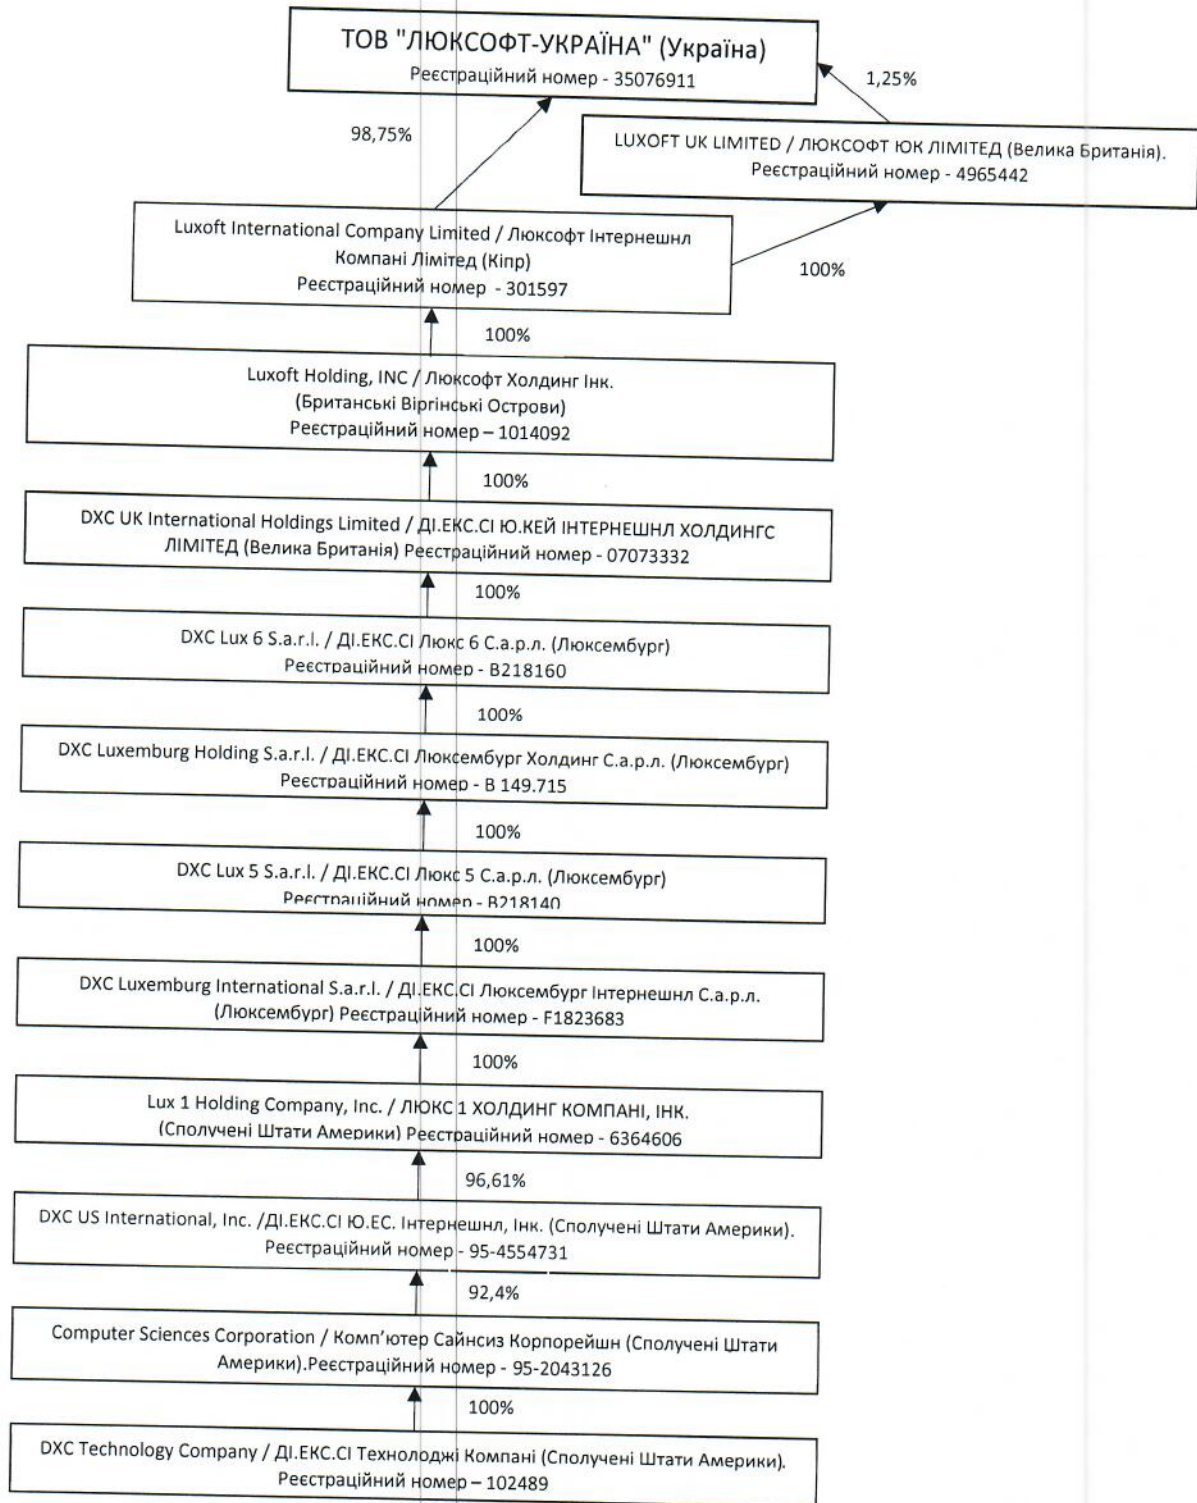 ТОВ "ЛЮКСОФТ-УКРАЇНА" (Україна)
Реєстраційний номер - 35076911
1,25%
98,75%
LUXOFT UK LIMITED / ЛЮКСОФТ ЮК ЛІМІТЕД (Велика Британія).
Реєстраційний номер - 4965442
Luxoft International Company Limited / Люксофт Інтернешнл
Компані Лімітед (Кіпр)
Реєстраційний номер - 301597
100%
100%
Luxoft Holding, INC / Люксофт Холдинг Інк.
(Британські Віргінські Острови)
Реєстраційний номер – 1014092
100%
DXC UK International Holdings Limited / ДІ.ЕКС.СІ Ю.КЕЙ ІНТЕРНЕШНЛ ХОЛДИНГС
ЛІМІТЕД (Велика Британія) Реєстраційний номер - 07073332
100%
DXC Lux 6 S.a.r.l. / ДІ.ЕКС.СІ Люкс 6 С.а.р.л. (Люксембург)
Реєстраційний номер - B218160
100%
DXC Luxemburg Holding S.a.r.l. / ДІ.ЕКС.СІ Люксембург Холдинг С.а.р.л. (Люксембург)
Реєстраційний номер - B 149.715
100%
DXC Lux 5 S.a.r.l. / ДІ.ЕКС.СІ Люкс 5 С.а.р.л. (Люксембург)
Реєстраційний номер - B218140
100%
DXC Luxemburg International S.a.r.l. / ДІ.ЕКС.СІ Люксембург Інтернешнл С.а.р.л.
(Люксембург) Реєстраційний номер - F1823683
100%
Lux 1 Holding Company, Inc. / ЛЮКС 1 ХОЛДИНГ КОМПАНІ, ІНК.
(Сполучені Штати Америки) Реєстраційний номер - 6364606
96,61%
DXC US International, Inc. /ДІ.ЕКС.СІ Ю.ЕС. Інтернешнл, Інк. (Сполучені Штати Америки).
Реєстраційний номер - 95-4554731
92,4%
Computer Sciences Corporation / Комп’ютер Сайнсиз Корпорейшн (Сполучені Штати
Америки).Реєстраційний номер - 95-2043126
100%
DXC Technology Company / ДІ.ЕКС.СІ Технолоджі Компані (Сполучені Штати Америки).
Реєстраційний номер – 102489